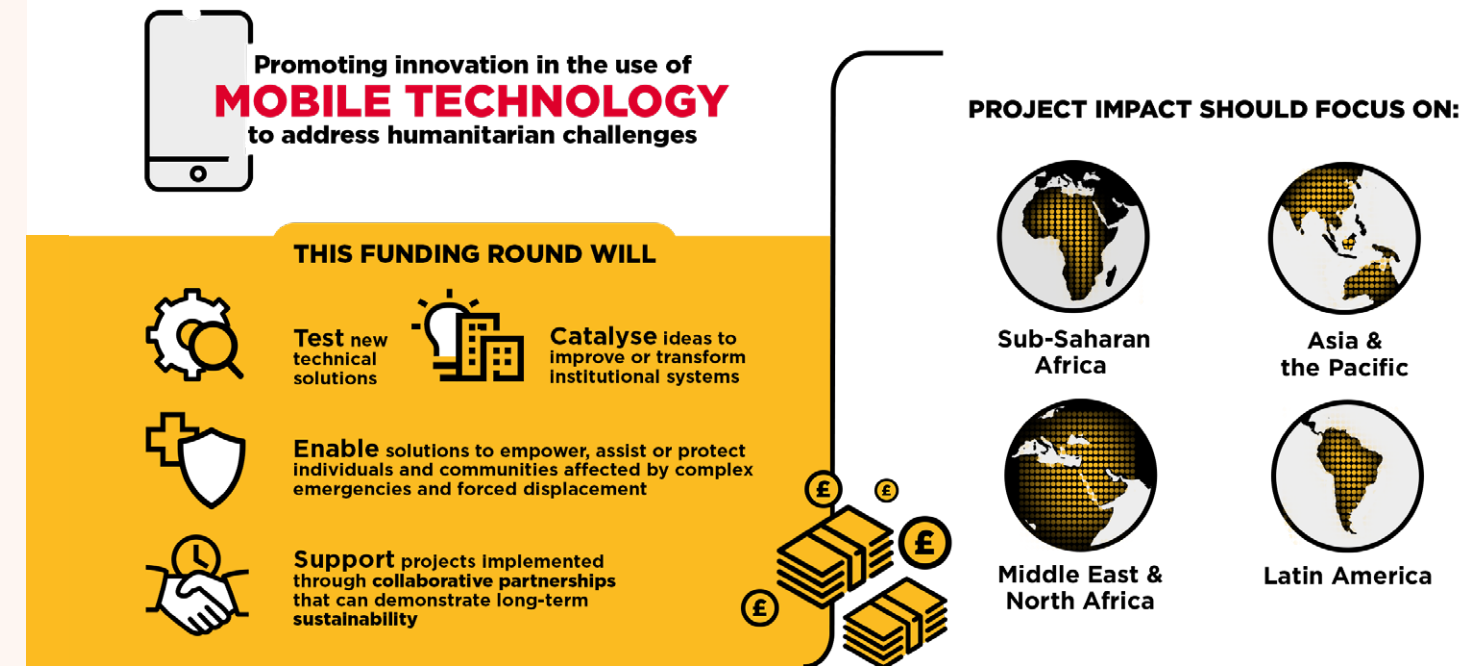 Promoting innovation in the use of
MOBILE TECHNOLOGY
to address humanitarian challenges
THIS FUNDING ROUND WILL
Test new
technical
solutions
Catalyse ideas to
improve or transform
institutional systems
Enable solutions to empower, assist or protect
individuals and communities affected by complex
emergencies and forced displacement
Support projects implemented
through collaborative partnerships
that can demonstrate long-term
sustainability
£
£
£
£
PROJECT IMPACT SHOULD FOCUS ON:
Sub-Saharan
Africa
Asia &
the Pacific
Middle East &
North Africa
Latin America